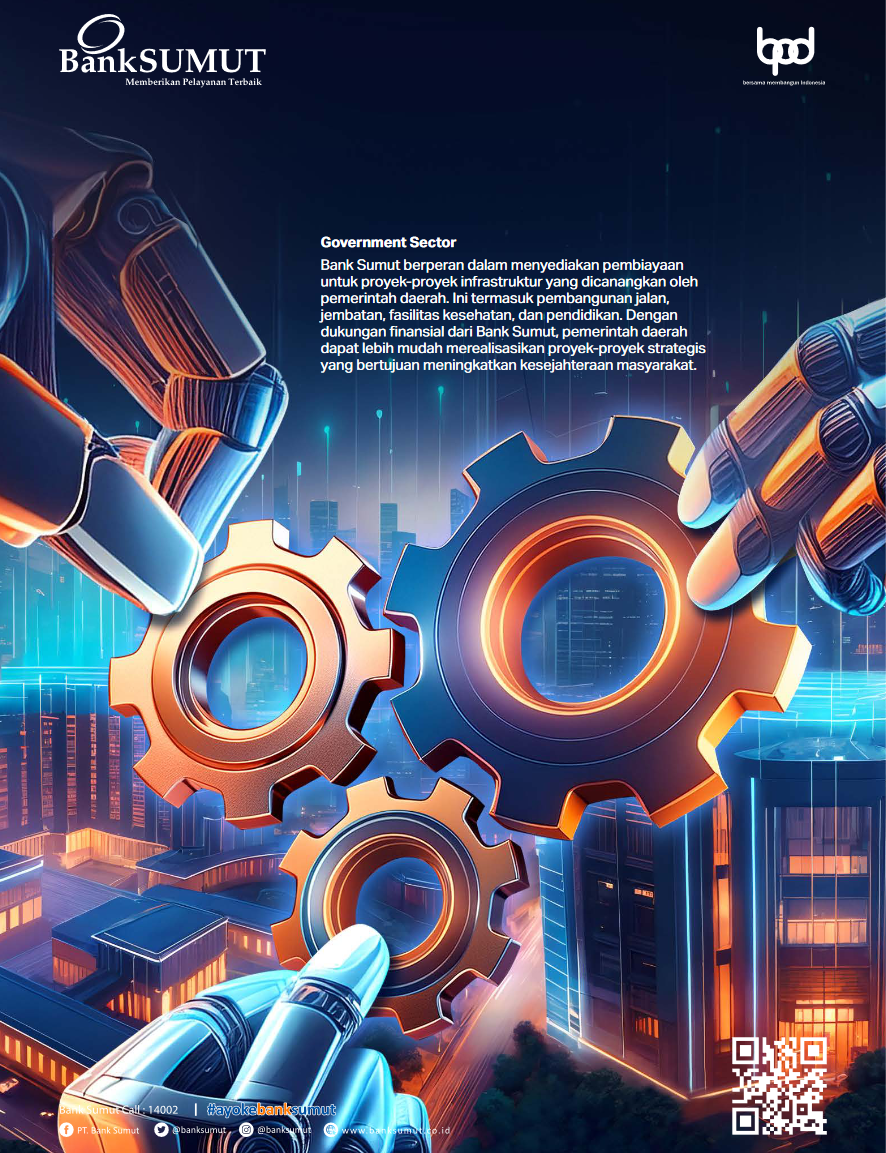 BankSUMUT
Memberikan Pelayanan Terbaik
bpd
bersama membangun Indonesia
Government Sector
Bank Sumut berperan dalam menyediakan pembiayaan
untuk proyek-proyek infrastruktur yang dicanangkan oleh
pemerintah daerah. Ini termasuk pembangunan jalan,
jembatan, fasilitas kesehatan, dan pendidikan. Dengan
dukungan finansial dari Bank Sumut, pemerintah daerah
dapat lebih mudah merealisasikan proyek-proyek strategis
yang bertujuan meningkatkan kesejahteraan masyarakat.
Bank Sumut Call : 14002 | #ayokebanksumut
PT. Bank Sumut @banksumut @banksumut www.banksumut.co.id